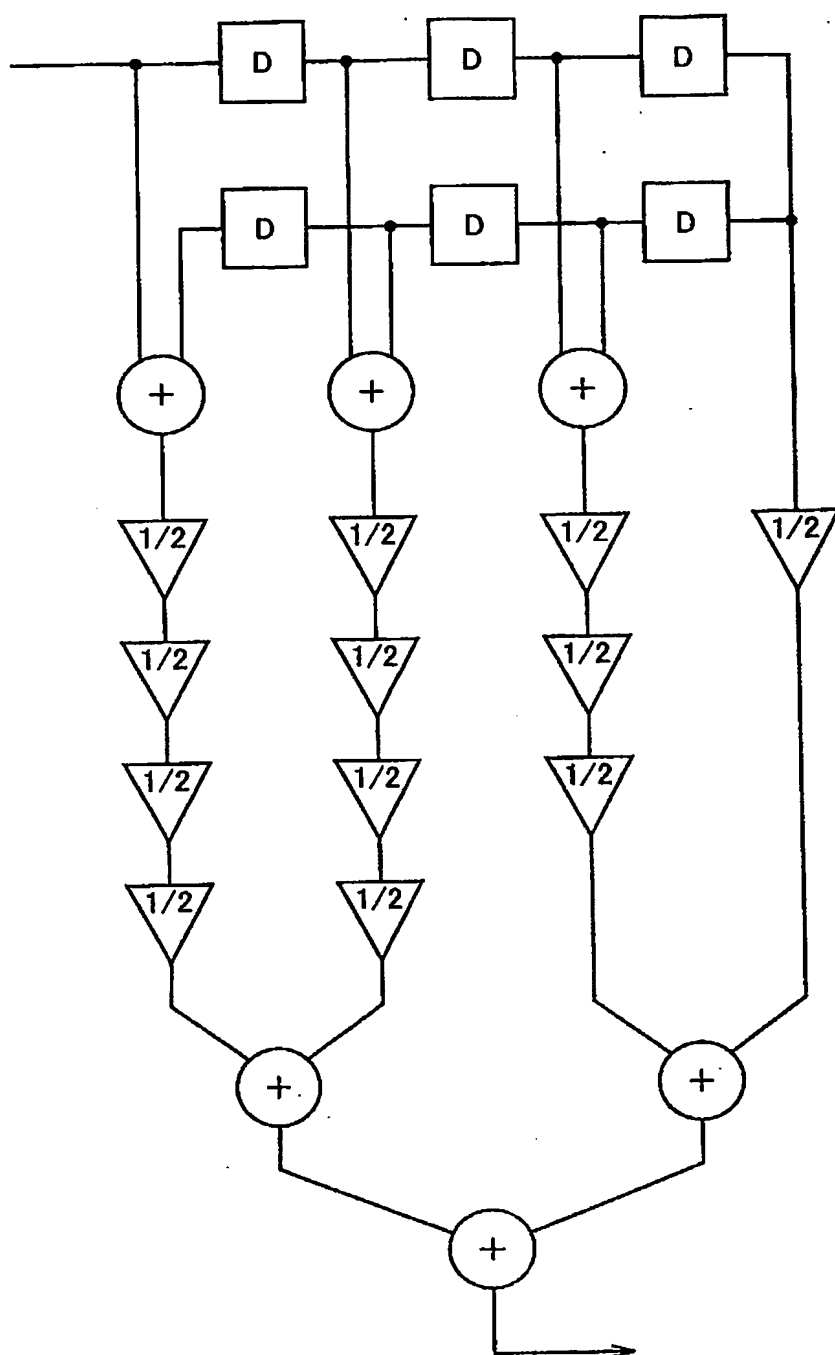 D D D
D D D
+ + +
1/2 1/2 1/2 1/2
1/2 1/2 1/2
1/2 1/2 1/2
1/2 1/2
+ +
+